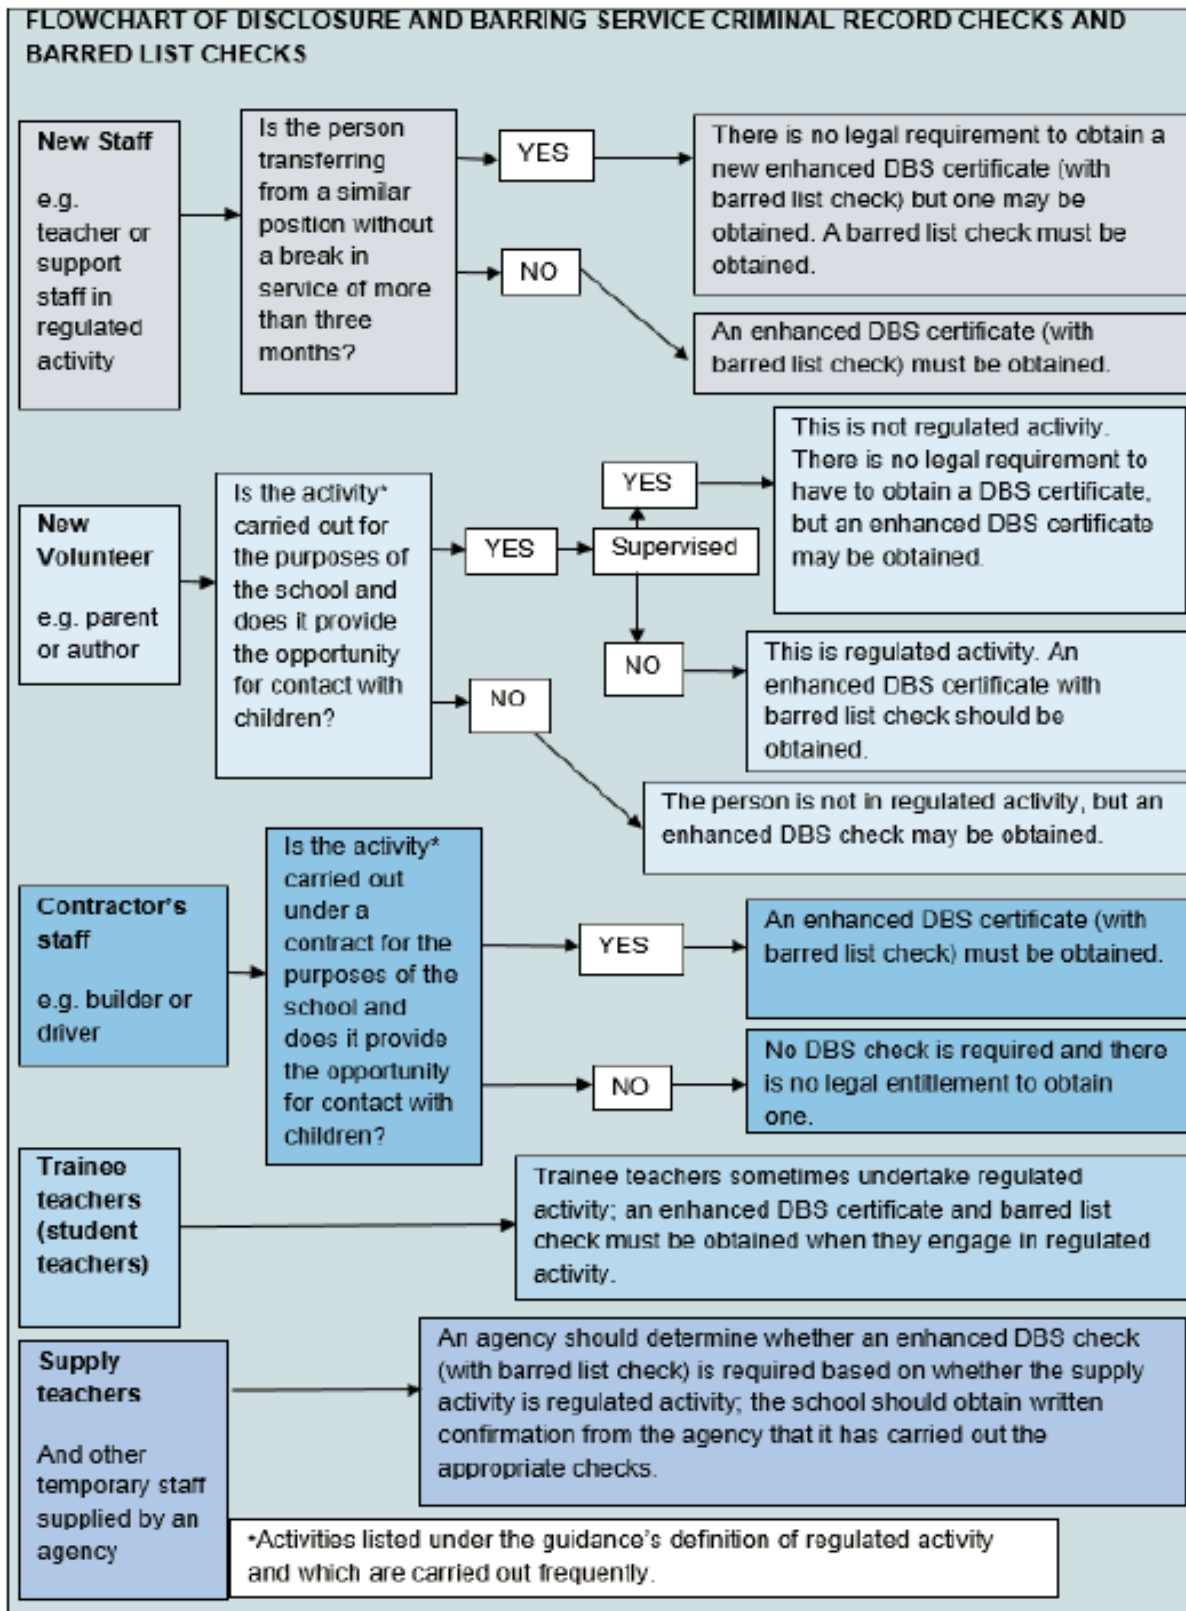 FLOWCHART OF DISCLOSURE AND BARRING SERVICE CRIMINAL RECORD CHECKS AND
BARRED LIST CHECKS
New Staff
e.g.
teacher or
support
staff in
regulated
activity
Is the person
transferring
from a similar
position without
a break in
service of more
than three
months?
YES
NO
There is no legal requirement to obtain a
new enhanced DBS certificate (with
barred list check) but one may be
obtained. A barred list check must be
obtained.
An enhanced DBS certificate (with
barred list check) must be obtained.
New
Volunteer
e.g. parent
or author
Is the activity*
carried out for
the purposes of
the school and
does it provide
the opportunity
for contact with
children?
YES
Supervised
YES
NO
NO
This is not regulated activity.
There is no legal requirement to
have to obtain a DBS certificate,
but an enhanced DBS certificate
may be obtained.
This is regulated activity. An
enhanced DBS certificate with
barred list check should be
obtained.
The person is not in regulated activity, but an
enhanced DBS check may be obtained.
Contractor's
staff
e.g. builder or
driver
Is the activity*
carried out
under a
contract for the
purposes of the
school and
does it provide
the opportunity
for contact with
children?
YES
NO
An enhanced DBS certificate (with
barred list check) must be obtained.
No DBS check is required and there
is no legal entitlement to obtain
one.
Trainee
teachers
(student
teachers)
Trainee teachers sometimes undertake regulated
activity; an enhanced DBS certificate and barred list
check must be obtained when they engage in regulated
activity.
Supply
teachers
And other
temporary staff
supplied by an
agency
An agency should determine whether an enhanced DBS check
(with barred list check) is required based on whether the supply
activity is regulated activity; the school should obtain written
confirmation from the agency that it has carried out the
appropriate checks.
*Activities listed under the guidance's definition of regulated activity
and which are carried out frequently.